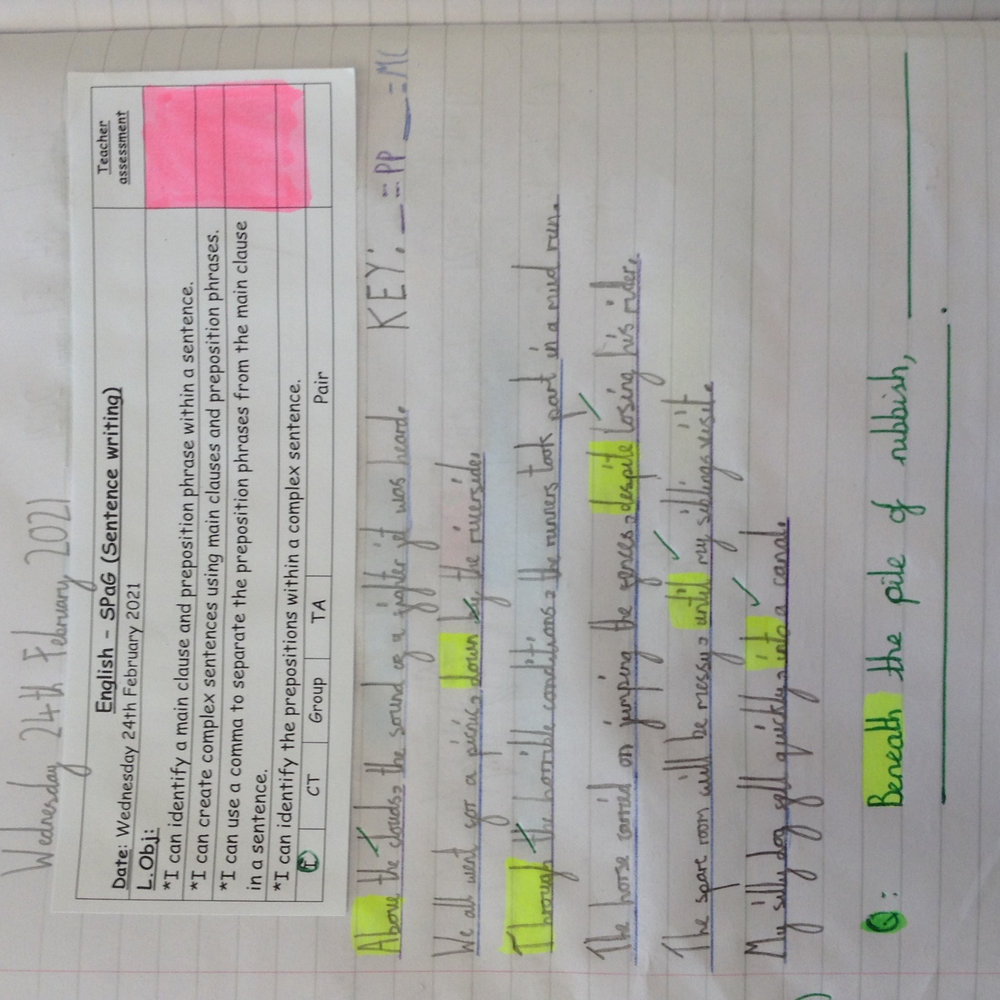 Wednesday 24th February 2021
English - SPaG (Sentence writing)
Teacher assessment
Date: Wednesday 24th February 2021
L.Obj:
*I can identify a main clause and preposition phrase within a sentence.
*I can create complex sentences using main clauses and preposition phrases.
*I can use a comma to separate the preposition phrases from the main clause
in a sentence.
*I can identify the prepositions within a complex sentence.
I CT Group TA Pair
Above the clouds, the sound of a fighter jet was heard. KEY: __ = PP __ = MC
We all went for a picnic, down by the riverside.
Through the horrible conditions, the runners took part in a mud run.
The horse carried on jumping the fences, despite losing his rider.
The spare room will be messy, until my siblings visit.
My silly dog fell quickly, into a canal.
Q: Beneath the pile of rubbish, ________
________.